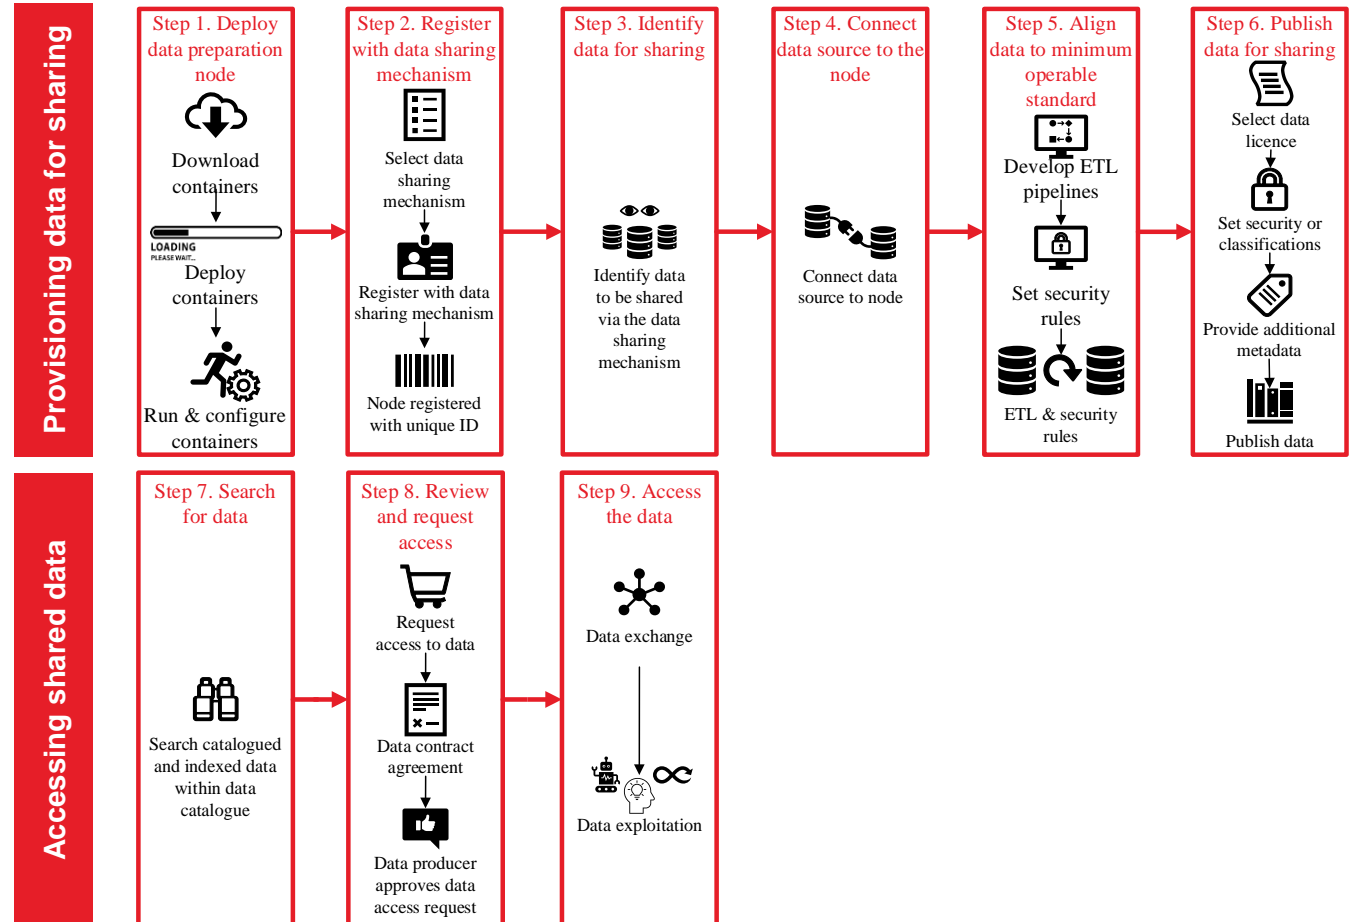 Provisioning data for sharing
Step 1. Deploy
data preparation
node
Download
containers
LOADING
PLEASE WAIT...
Deploy
containers
Run & configure
containers
Step 2. Register
with data sharing
mechanism
Select data
sharing
mechanism
Register with data
sharing mechanism
Node registered
with unique ID
Step 3. Identify
data for sharing
Identify data
to be shared
via the data
sharing
mechanism
Step 4. Connect
data source to the
node
Connect data
source to node
Step 5. Align
data to minimum
operable
standard
Develop ETL
pipelines
Set security
rules
ETL & security
rules
Step 6. Publish
data for sharing
Select data
licence
Set security or
classifications
Provide additional
metadata
Publish data
Accessing shared data
Step 7. Search
for data
Search catalogued
and indexed data
within data
catalogue
Step 8. Review
and request
access
Request
access to data
Data contract
agreement
Data producer
approves data
access request
Step 9. Access
the data
Data exchange
Data exploitation